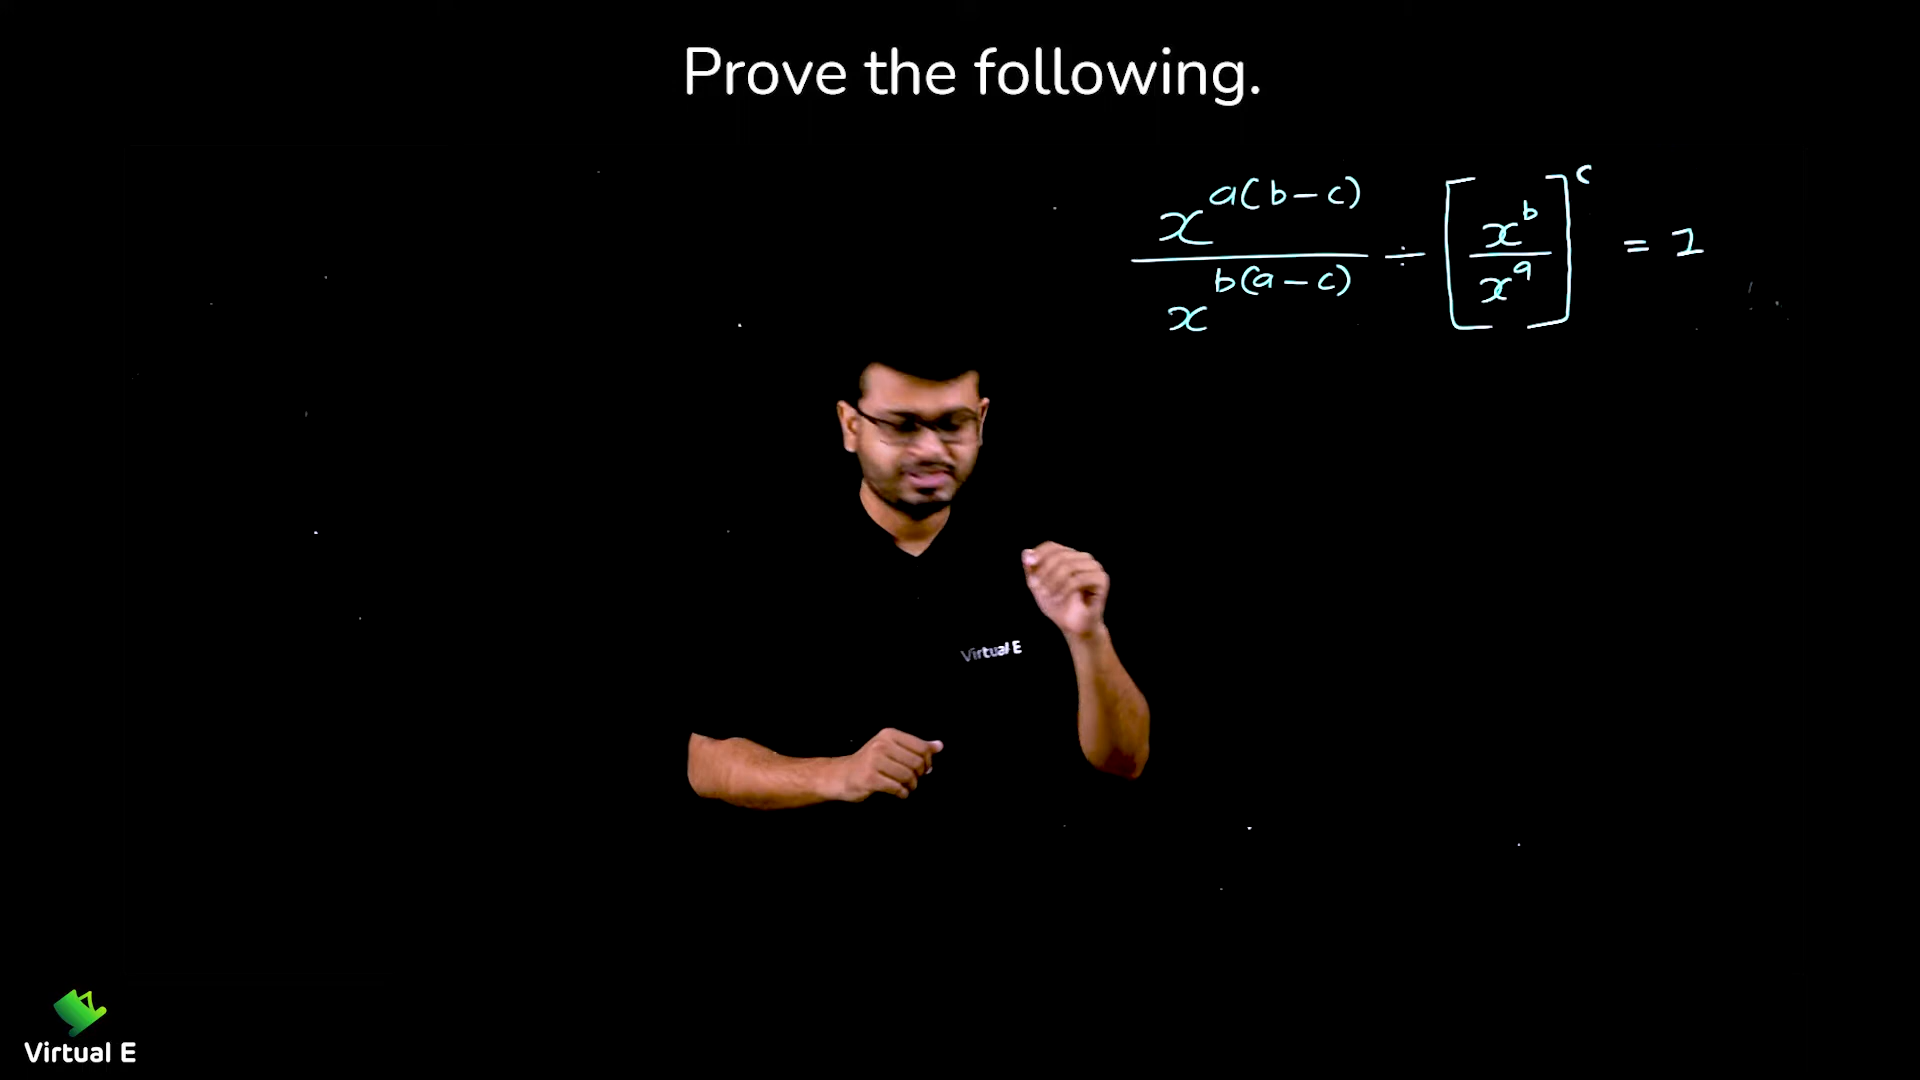 Prove the following.
x^{a(b-c)} / x^{b(a-c)} ÷ [x^b / x^a]^c = 1
Virtual E
Virtual E